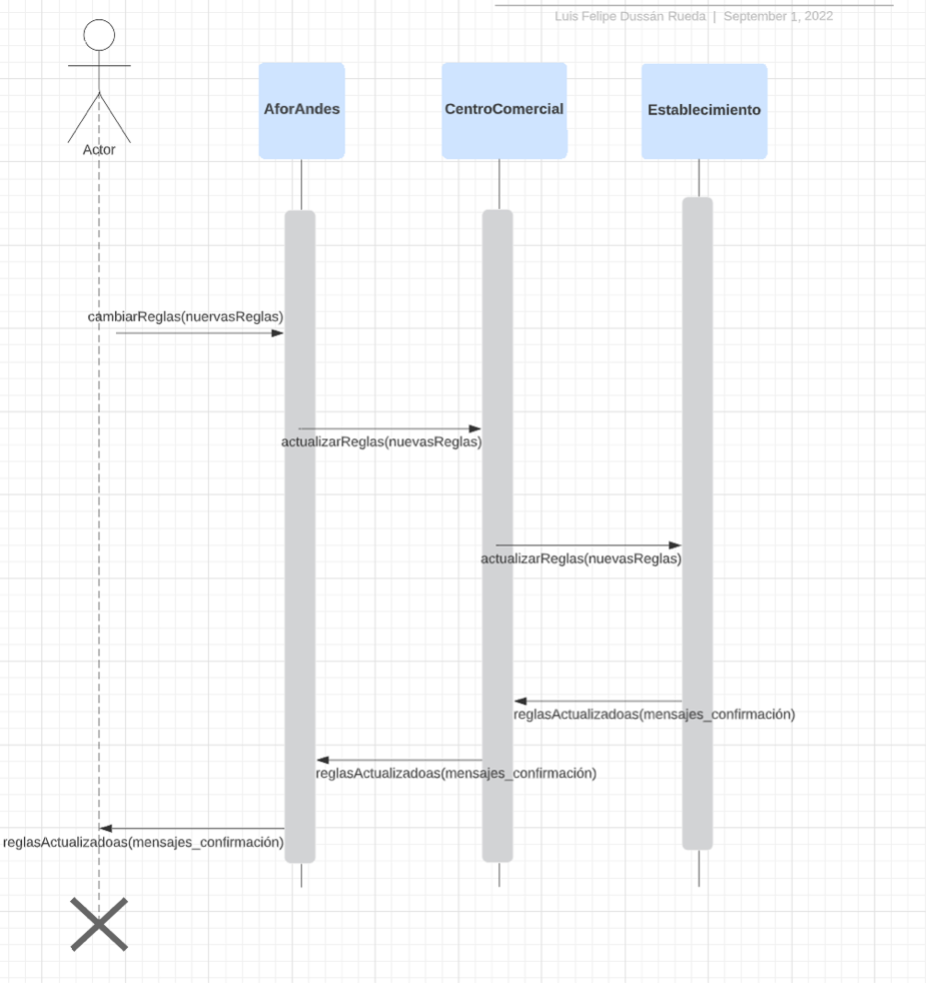 Luis Felipe Dussán Rueda | September 1, 2022
AforAndes
CentroComercial
Establecimiento
Actor
cambiarReglas(nuervasReglas)
actualizarReglas(nuevasReglas)
actualizarReglas(nuevasReglas)
reglasActualizadoas(mensajes_confirmación)
reglasActualizadoas(mensajes_confirmación)
reglasActualizadoas(mensajes_confirmación)